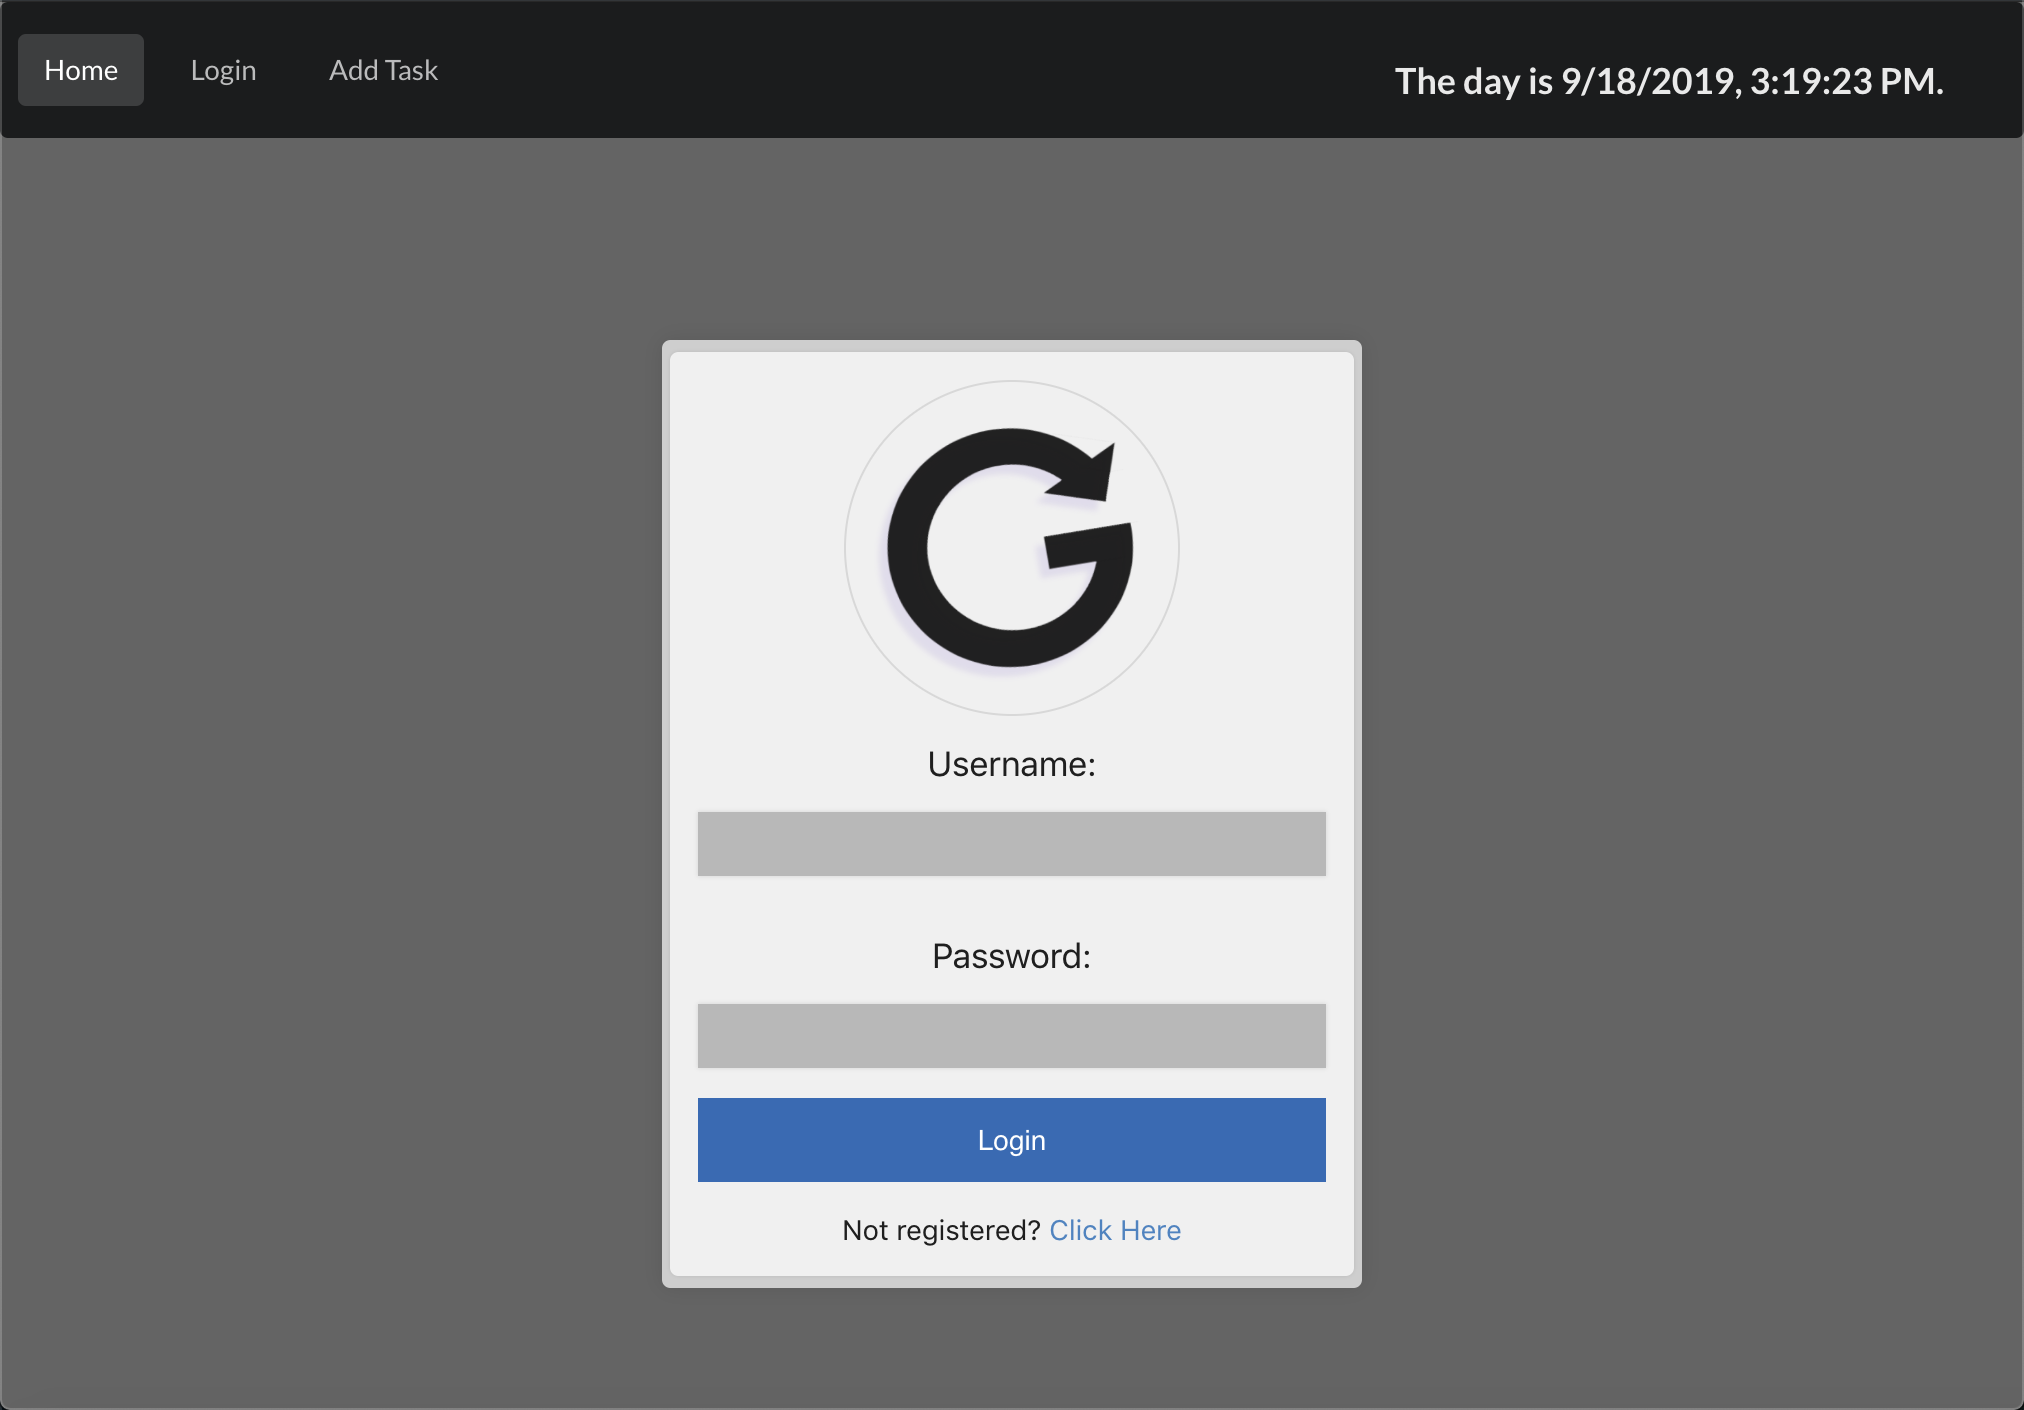 Home
Login
Add Task
The day is 9/18/2019, 3:19:23 PM.
G
Username:
Password:
Login
Not registered? Click Here